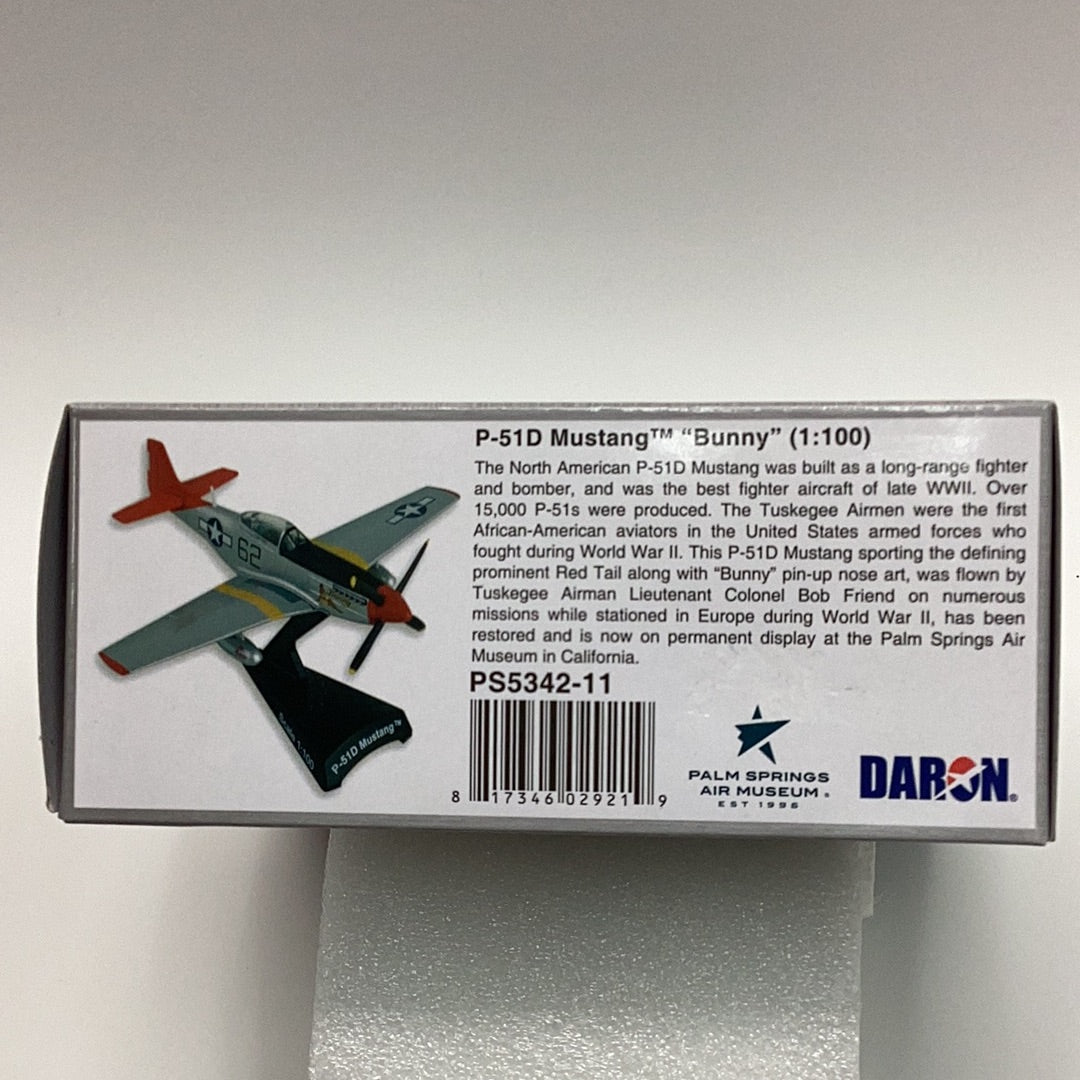 P-51D Mustang™ “Bunny” (1:100)
The North American P-51D Mustang was built as a long-range fighter
and bomber, and was the best fighter aircraft of late WWII. Over
15,000 P-51s were produced. The Tuskegee Airmen were the first
African-American aviators in the United States armed forces who
fought during World War II. This P-51D Mustang sporting the defining
prominent Red Tail along with “Bunny” pin-up nose art, was flown by
Tuskegee Airman Lieutenant Colonel Bob Friend on numerous
missions while stationed in Europe during World War II, has been
restored and is now on permanent display at the Palm Springs Air
Museum in California.
PS5342-11
8 17346 02921 9
PALM SPRINGS
AIR MUSEUM®
EST 1996
DARON®
62
Scale 1:100
P-51D Mustang™